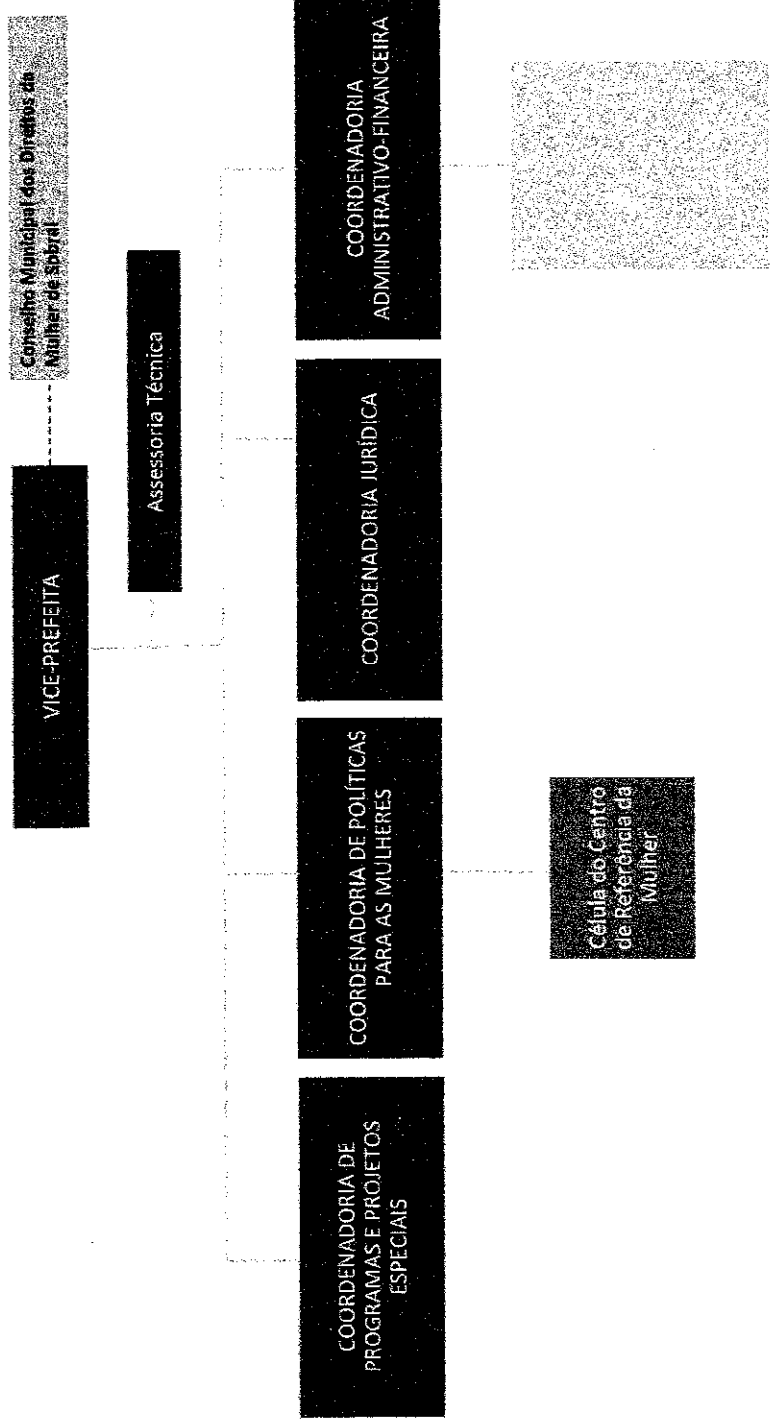 Conselho Municipal dos Direitos da
Mulher de Sobral
VICE-PREFEITA
Assessoria Técnica
COORDENADORIA DE
PROGRAMAS E PROJETOS
ESPECIAIS
COORDENADORIA DE POLÍTICAS
PARA AS MULHERES
COORDENADORIA JURÍDICA
COORDENADORIA
ADMINISTRATIVO-FINANCEIRA
Célula do Centro
de Referência da
Mulher